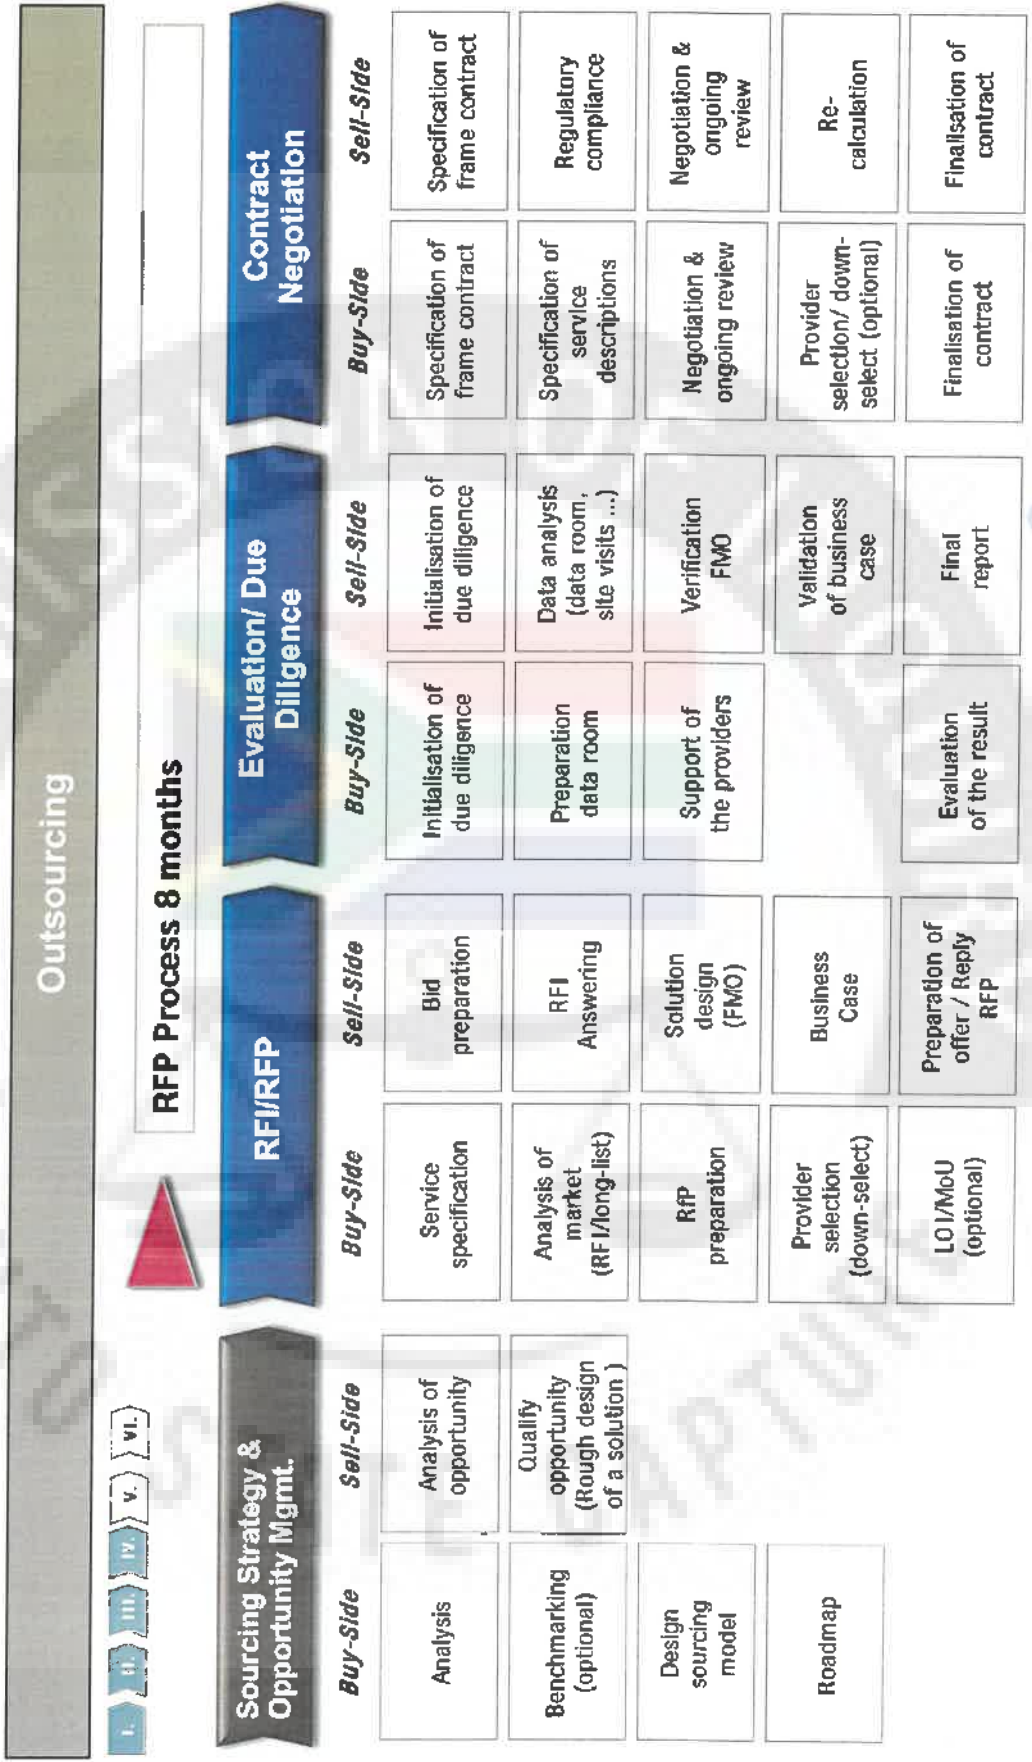 Outsourcing
I.
II.
III.
IV.
V.
VI.
RFP Process 8 months
Sourcing Strategy &
Opportunity Mgmt.
RFI/RFP
Evaluation/ Due
Diligence
Contract
Negotiation
Buy-Side
Sell-Side
Buy-Side
Sell-Side
Buy-Side
Sell-Side
Buy-Side
Sell-Side
Analysis
Benchmarking
(optional)
Design
sourcing
model
Roadmap
Analysis of
opportunity
Qualify
opportunity
(Rough design
of a solution )
Service
specification
Analysis of
market
(RFI/long-list)
RfP
preparation
Provider
selection
(down-select)
LOI/MoU
(optional)
Bid
preparation
RFI
Answering
Solution
design
(FMO)
Business
Case
Preparation of
offer / Reply
RFP
Initialisation of
due diligence
Preparation
data room
Support of
the providers
Evaluation
of the result
Initialisation of
due diligence
Data analysis
(data room,
site visits ...)
Verification
FMO
Validation
of business
case
Final
report
Specification of
frame contract
Specification of
service
descriptions
Negotiation &
ongoing review
Provider
selection/ down-
select (optional)
Finalisation of
contract
Specification of
frame contract
Regulatory
compliance
Negotiation &
ongoing
review
Re-
calculation
Finalisation of
contract